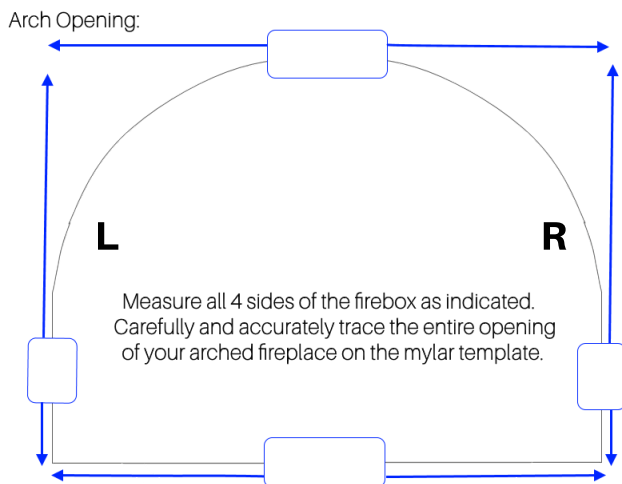 Arch Opening:
L
R
Measure all 4 sides of the firebox as indicated.
Carefully and accurately trace the entire opening
of your arched fireplace on the mylar template.